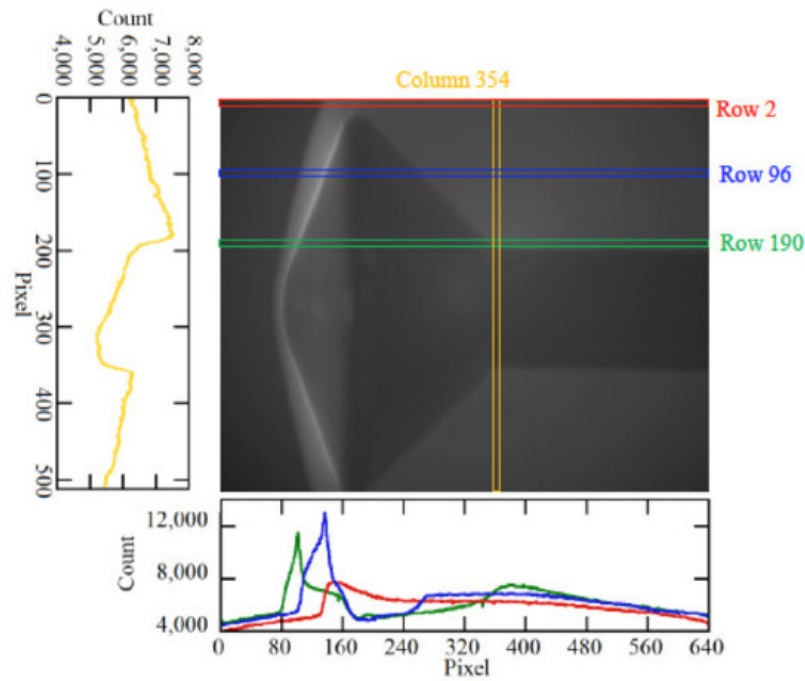 Count
4,000 5,000 6,000 7,000 8,000
Column 354
0
100
200
300
400
500
Pixel
Row 2
Row 96
Row 190
12,000
8,000
4,000
Count
0 80 160 240 320 400 480 560 640
Pixel